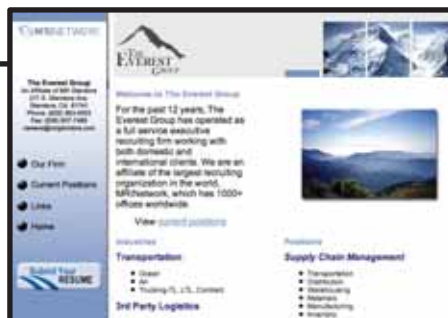 MRINETWORK
The Everest Group
An Affiliate of MRI
Our Firm
Current Positions
Links
Home
Submit Your
RESUME
THE
EVEREST
GROUP
Welcome to The Everest Group
For the past 12 years, The
Everest Group has operated as
a full service executive
recruiting firm working with
both domestic and
international clients. We are an
affiliate of the largest recruiting
organization in the world,
MRINetwork, which has 1000+
offices worldwide.
View current positions
Industries
Transportation
Ocean
Air
Trucking-TL, LTL, Contract
3rd Party Logistics
Positions
Supply Chain Management
Transportation
Distribution
Warehousing
Materials
Manufacturing
Inventory